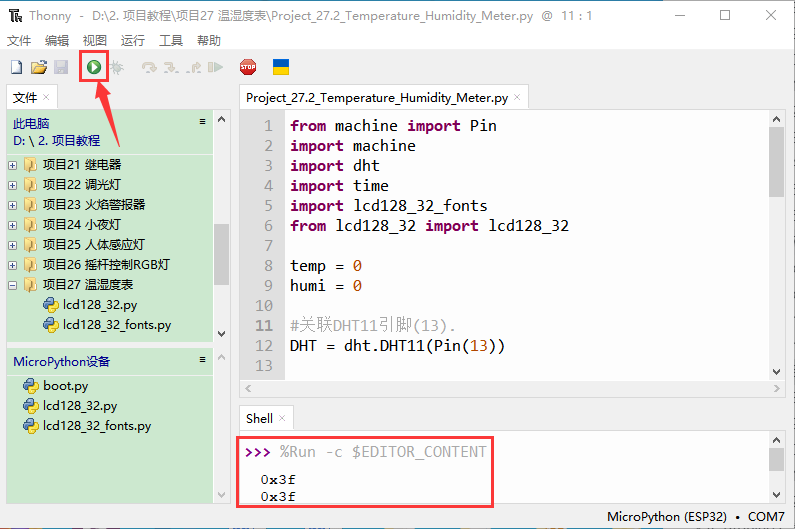 Thonny - D:\2. 项目教程\项目27 温湿度表\Project_27.2_Temperature_Humidity_Meter.py @ 11 : 1
文件 编辑 视图 运行 工具 帮助
STOP
文件 ×
此电脑
D: \ 2. 项目教程
项目21 继电器
项目22 调光灯
项目23 火焰警报器
项目24 小夜灯
项目25 人体感应灯
项目26 摇杆控制RGB灯
项目27 温湿度表
lcd128_32.py
lcd128_32_fonts.py
MicroPython设备
boot.py
lcd128_32.py
lcd128_32_fonts.py
Project_27.2_Temperature_Humidity_Meter.py ×
1 from machine import Pin
2 import machine
3 import dht
4 import time
5 import lcd128_32_fonts
6 from lcd128_32 import lcd128_32
7
8 temp = 0
9 humi = 0
10
11 #关联DHT11引脚(13).
12 DHT = dht.DHT11(Pin(13))
13
Shell ×
>>> %Run -c $EDITOR_CONTENT
0x3f
0x3f
MicroPython (ESP32) • COM7